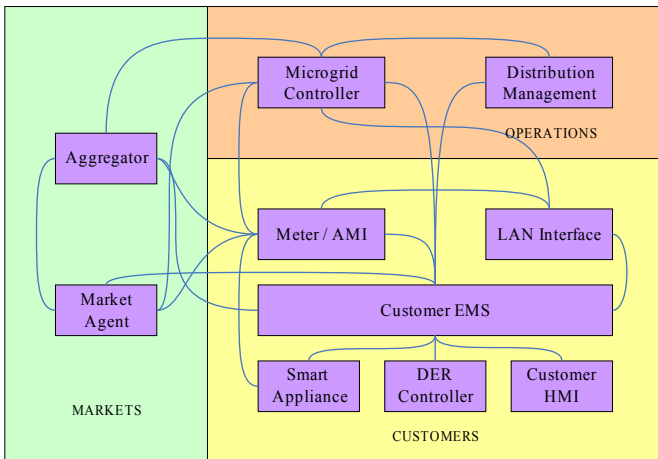 Microgrid
Controller
Distribution
Management
OPERATIONS
Aggregator
Meter / AMI
LAN Interface
Market
Agent
Customer EMS
Smart
Appliance
DER
Controller
Customer
HMI
MARKETS
CUSTOMERS